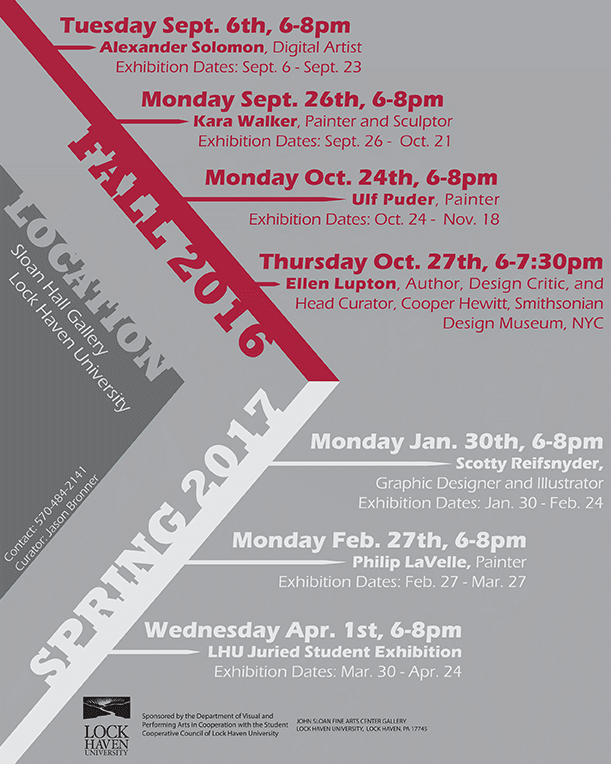 Tuesday Sept. 6th, 6-8pm
Alexander Solomon, Digital Artist
Exhibition Dates: Sept. 6 - Sept. 23
Monday Sept. 26th, 6-8pm
Kara Walker, Painter and Sculptor
Exhibition Dates: Sept. 26 - Oct. 21
Monday Oct. 24th, 6-8pm
Ulf Puder, Painter
Exhibition Dates: Oct. 24 - Nov. 18
Thursday Oct. 27th, 6-7:30pm
Ellen Lupton, Author, Design Critic, and
Head Curator, Cooper Hewitt, Smithsonian
Design Museum, NYC
FALL 2016
LOCATION
Sloan Hall Gallery
Lock Haven University
SPRING 2017
Monday Jan. 30th, 6-8pm
Scotty Reifsnyder,
Graphic Designer and Illustrator
Exhibition Dates: Jan. 30 - Feb. 24
Monday Feb. 27th, 6-8pm
Philip LaVelle, Painter
Exhibition Dates: Feb. 27 - Mar. 27
Wednesday Apr. 1st, 6-8pm
LHU Juried Student Exhibition
Exhibition Dates: Mar. 30 - Apr. 24
Contact: 570-484-2141
Curator: Jason Bronner
LOCK
HAVEN
UNIVERSITY
Sponsored by the Department of Visual and
Performing Arts in Cooperation with the Student
Cooperative Council of Lock Haven University
JOHN SLOAN FINE ARTS CENTER GALLERY
LOCK HAVEN UNIVERSITY, LOCK HAVEN, PA 17745